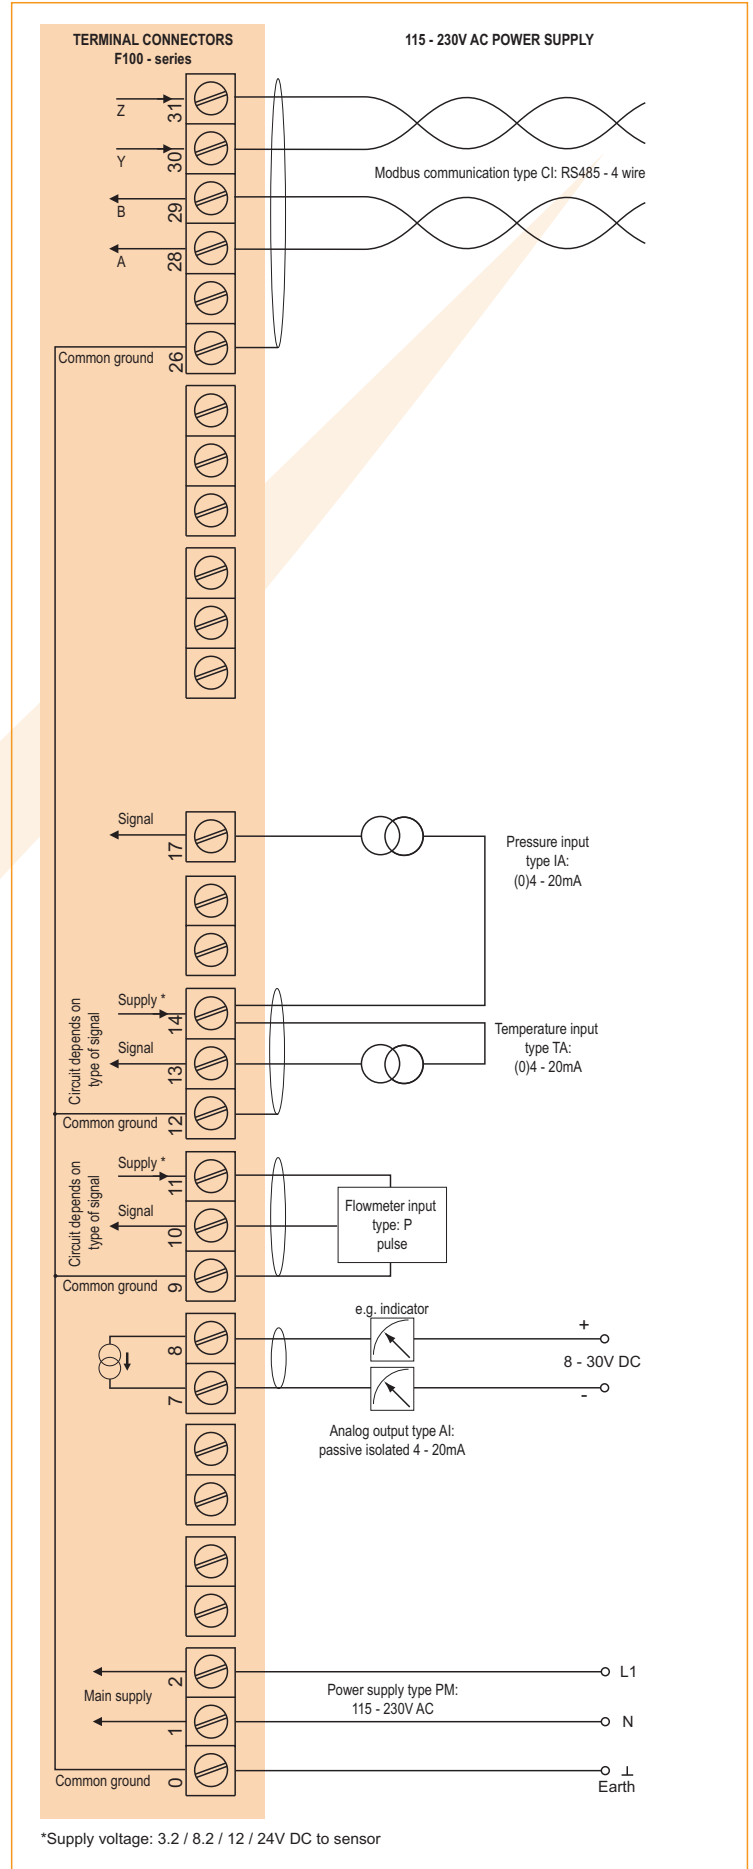 TERMINAL CONNECTORS
F100 - series
115 - 230V AC POWER SUPPLY
Z
31
Y
30
Modbus communication type CI: RS485 - 4 wire
B
29
A
28
Common ground
26
Signal
17
Pressure input
type IA:
(0)4 - 20mA
Circuit depends on
type of signal
Supply *
14
Signal
13
Temperature input
type TA:
(0)4 - 20mA
Common ground
12
Circuit depends on
type of signal
Supply *
11
Signal
10
Flowmeter input
type: P
pulse
Common ground
9
e.g. indicator
8
+
8 - 30V DC
7
-
Analog output type AI:
passive isolated 4 - 20mA
2
L1
Main supply
Power supply type PM:
115 - 230V AC
1
N
Common ground
0
Earth
*Supply voltage: 3.2 / 8.2 / 12 / 24V DC to sensor